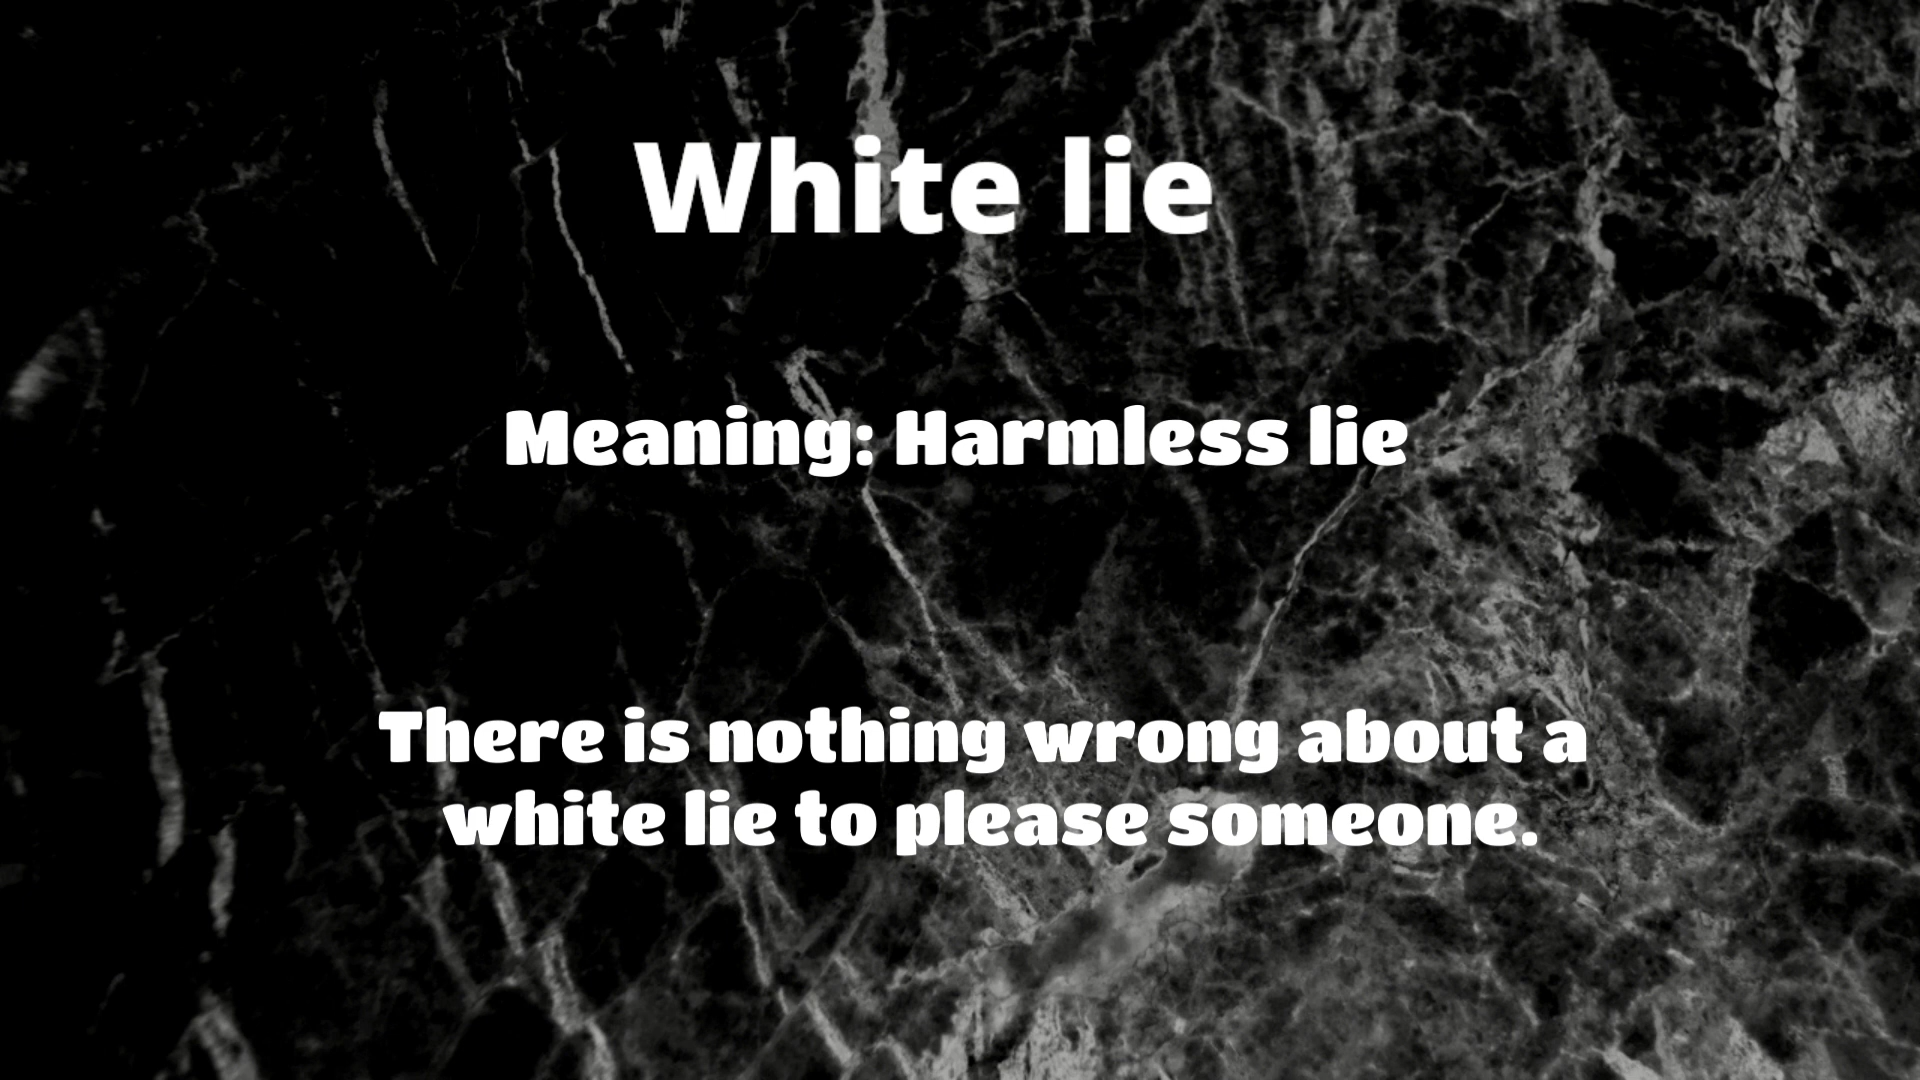 White lie
Meaning: Harmless lie
There is nothing wrong about a
white lie to please someone.